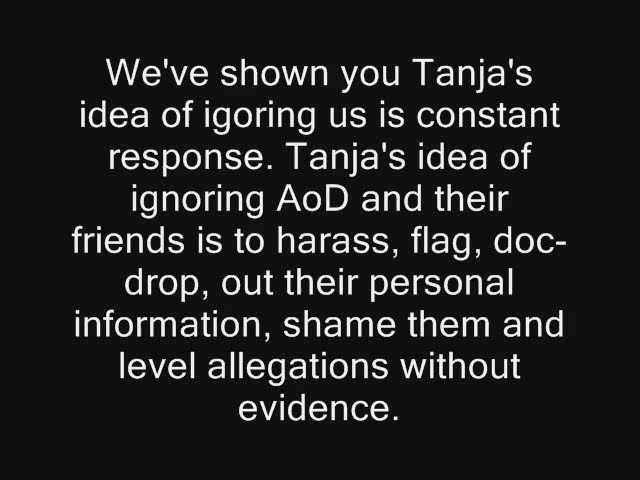 We've shown you Tanja's
idea of igoring us is constant
response. Tanja's idea of
ignoring AoD and their
friends is to harass, flag, doc-
drop, out their personal
information, shame them and
level allegations without
evidence.